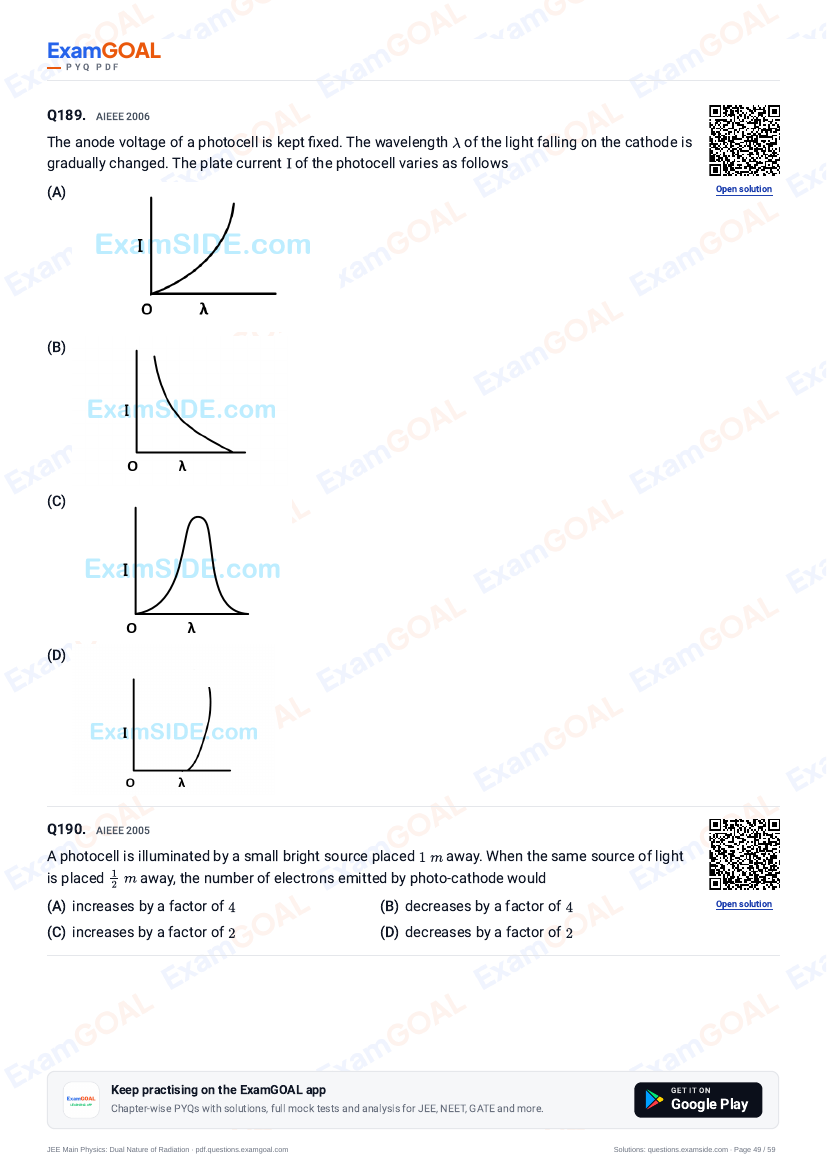 ExamGOAL
PYQ PDF
Q189. AIEEE 2006
The anode voltage of a photocell is kept fixed. The wavelength λ of the light falling on the cathode is
gradually changed. The plate current I of the photocell varies as follows
Open solution
(A)
ExamSIDE.com
I
O λ
(B)
ExamSIDE.com
I
O λ
(C)
ExamSIDE.com
I
O λ
(D)
ExamSIDE.com
I
O λ
Q190. AIEEE 2005
A photocell is illuminated by a small bright source placed 1 m away. When the same source of light
is placed 1/2 m away, the number of electrons emitted by photo-cathode would
(A) increases by a factor of 4 (B) decreases by a factor of 4
(C) increases by a factor of 2 (D) decreases by a factor of 2
Open solution
Keep practising on the ExamGOAL app
Chapter-wise PYQs with solutions, full mock tests and analysis for JEE, NEET, GATE and more.
GET IT ON
Google Play
JEE Main Physics: Dual Nature of Radiation · pdf.questions.examgoal.com
Solutions: questions.examside.com · Page 49 / 59